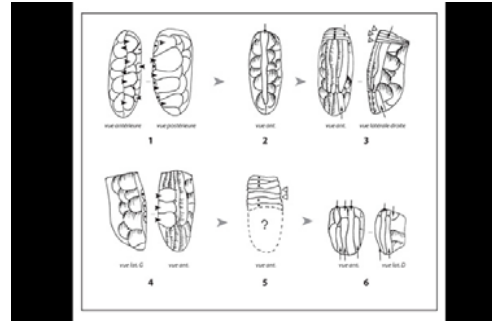 vue antérieure
vue postérieure
vue ant.
vue ant.
vue latérale droite
1
2
3
vue lat. G
vue ant.
?
vue ant.
vue ant.
vue lat. D
4
5
6